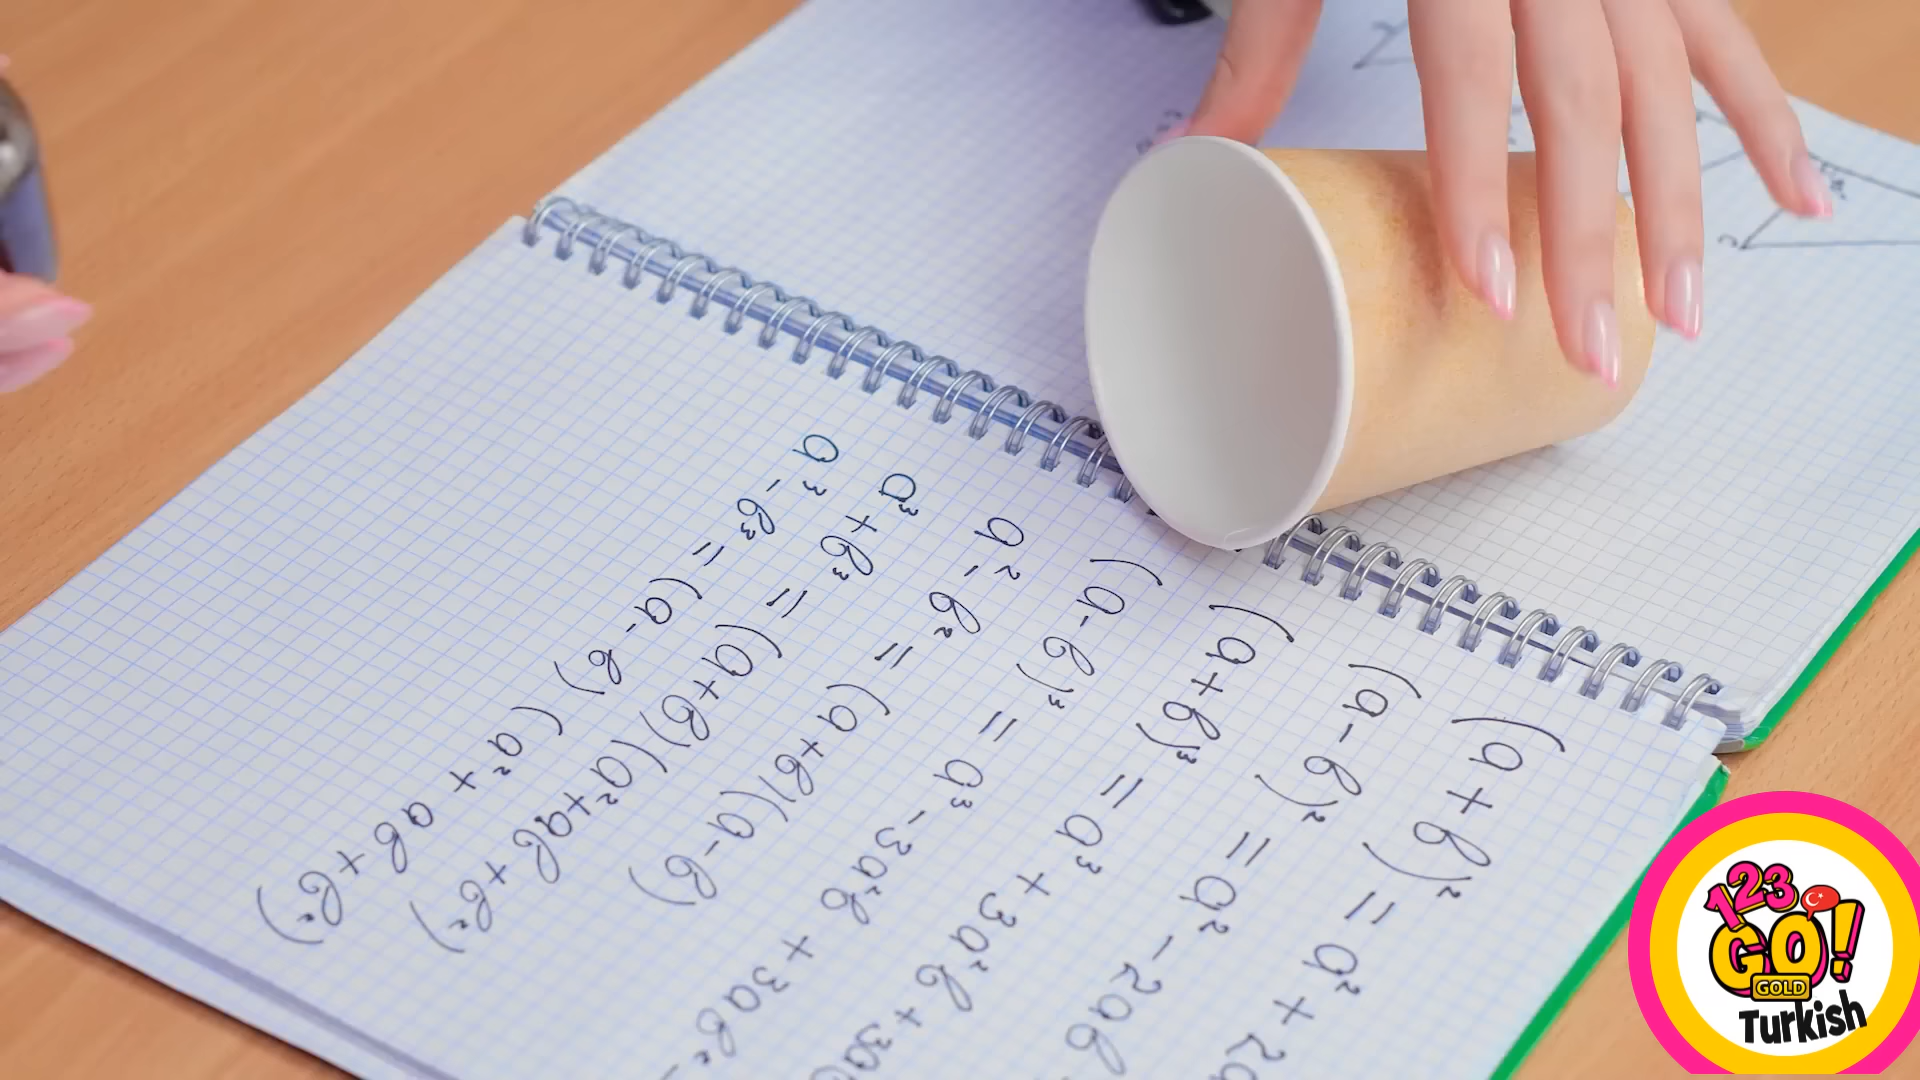 (a+b)² = a² + 2a
(a-b)² = a² - 2ab
(a+b)³ = a³ + 3a²b + 3a
(a-b)³ = a³ - 3a²b + 3ab² -
a² - b² = (a+b)(a-b)
a³ + b³ = (a+b)(a²+ab+b²)
a³ - b³ = (a-b)(a²+ab+b²)
123
GO!
GOLD
Turkish